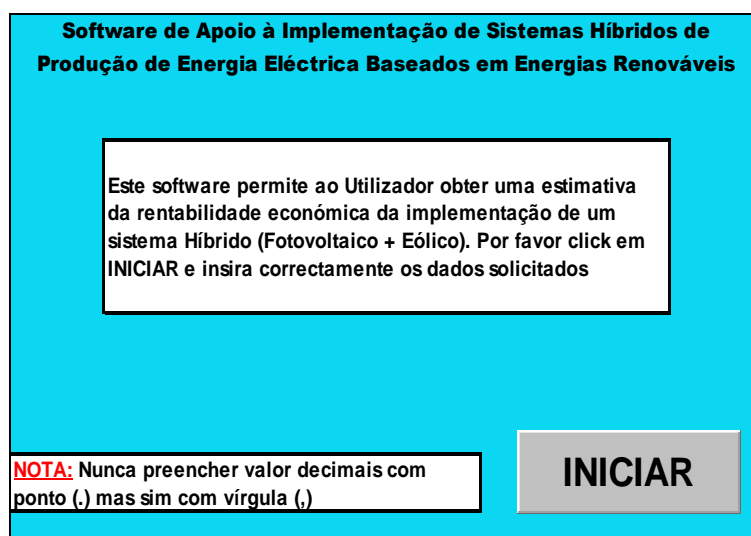 Software de Apoio à Implementação de Sistemas Híbridos de
Produção de Energia Eléctrica Baseados em Energias Renováveis
Este software permite ao Utilizador obter uma estimativa
da rentabilidade económica da implementação de um
sistema Híbrido (Fotovoltaico + Eólico). Por favor click em
INICIAR e insira correctamente os dados solicitados
NOTA: Nunca preencher valor decimais com
ponto (.) mas sim com vírgula (,)
INICIAR